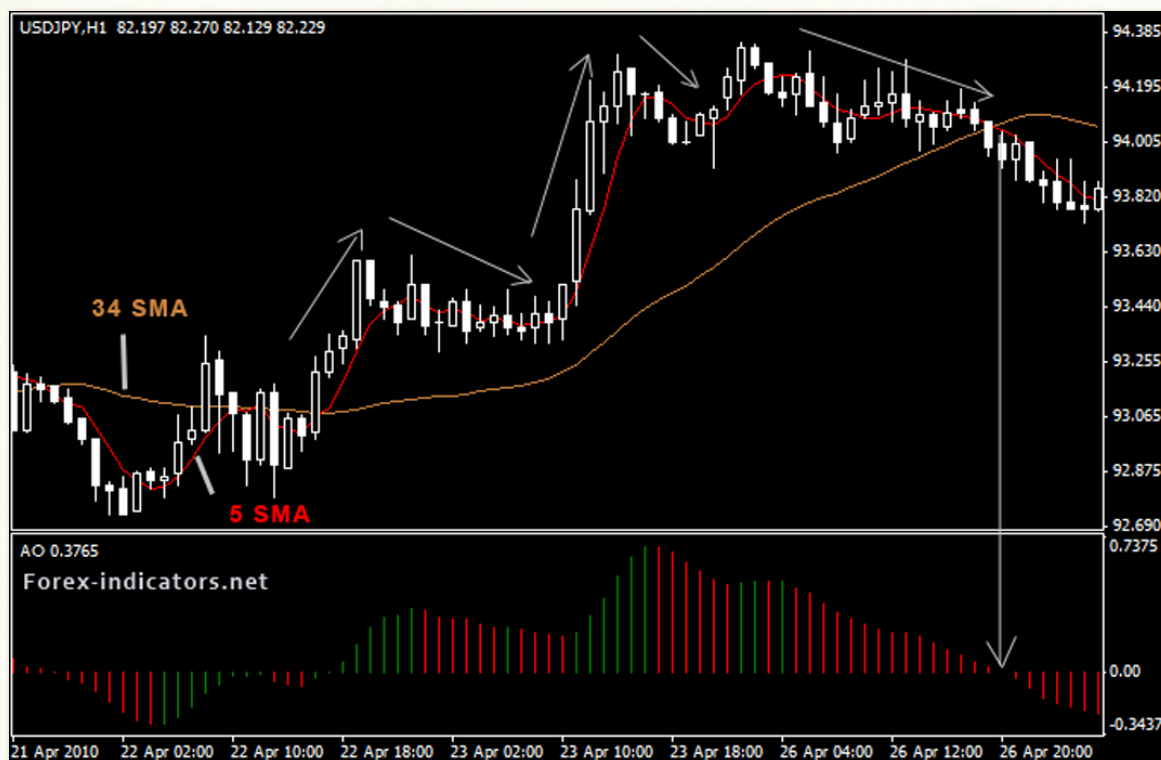 USDJPY,H1 82.197 82.270 82.129 82.229
94.385
94.195
94.005
93.820
93.630
93.440
93.255
93.065
92.875
92.690
34 SMA
5 SMA
AO 0.3765
Forex-indicators.net
0.7375
0.00
-0.3437
21 Apr 2010
22 Apr 02:00
22 Apr 10:00
22 Apr 18:00
23 Apr 02:00
23 Apr 10:00
23 Apr 18:00
26 Apr 04:00
26 Apr 12:00
26 Apr 20:00